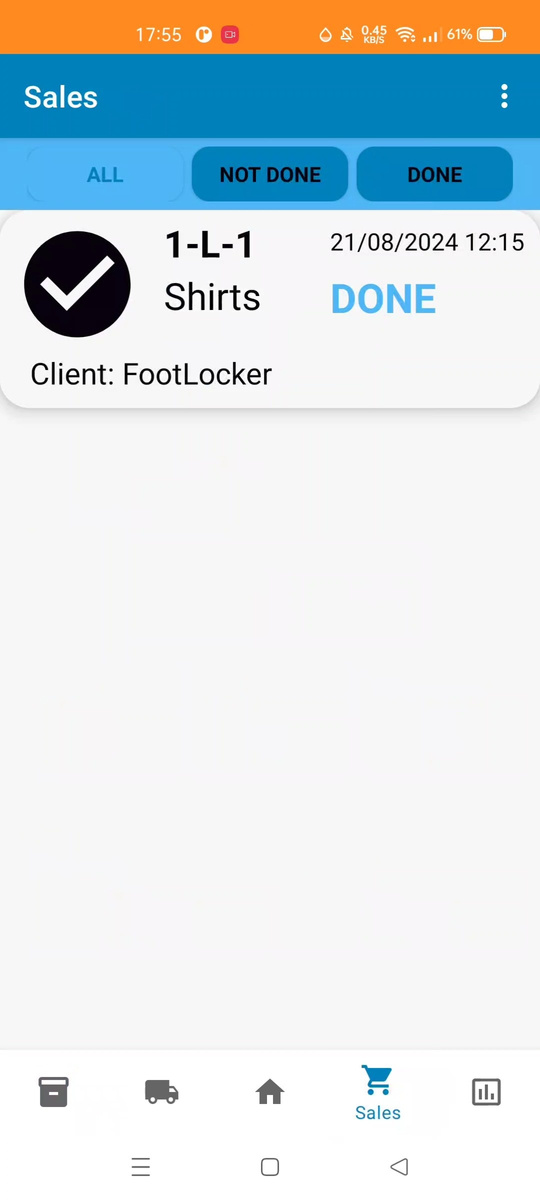 17:55 0.45 KB/S 61%
Sales
ALL NOT DONE DONE
1-L-1 21/08/2024 12:15
Shirts DONE
Client: FootLocker
Sales